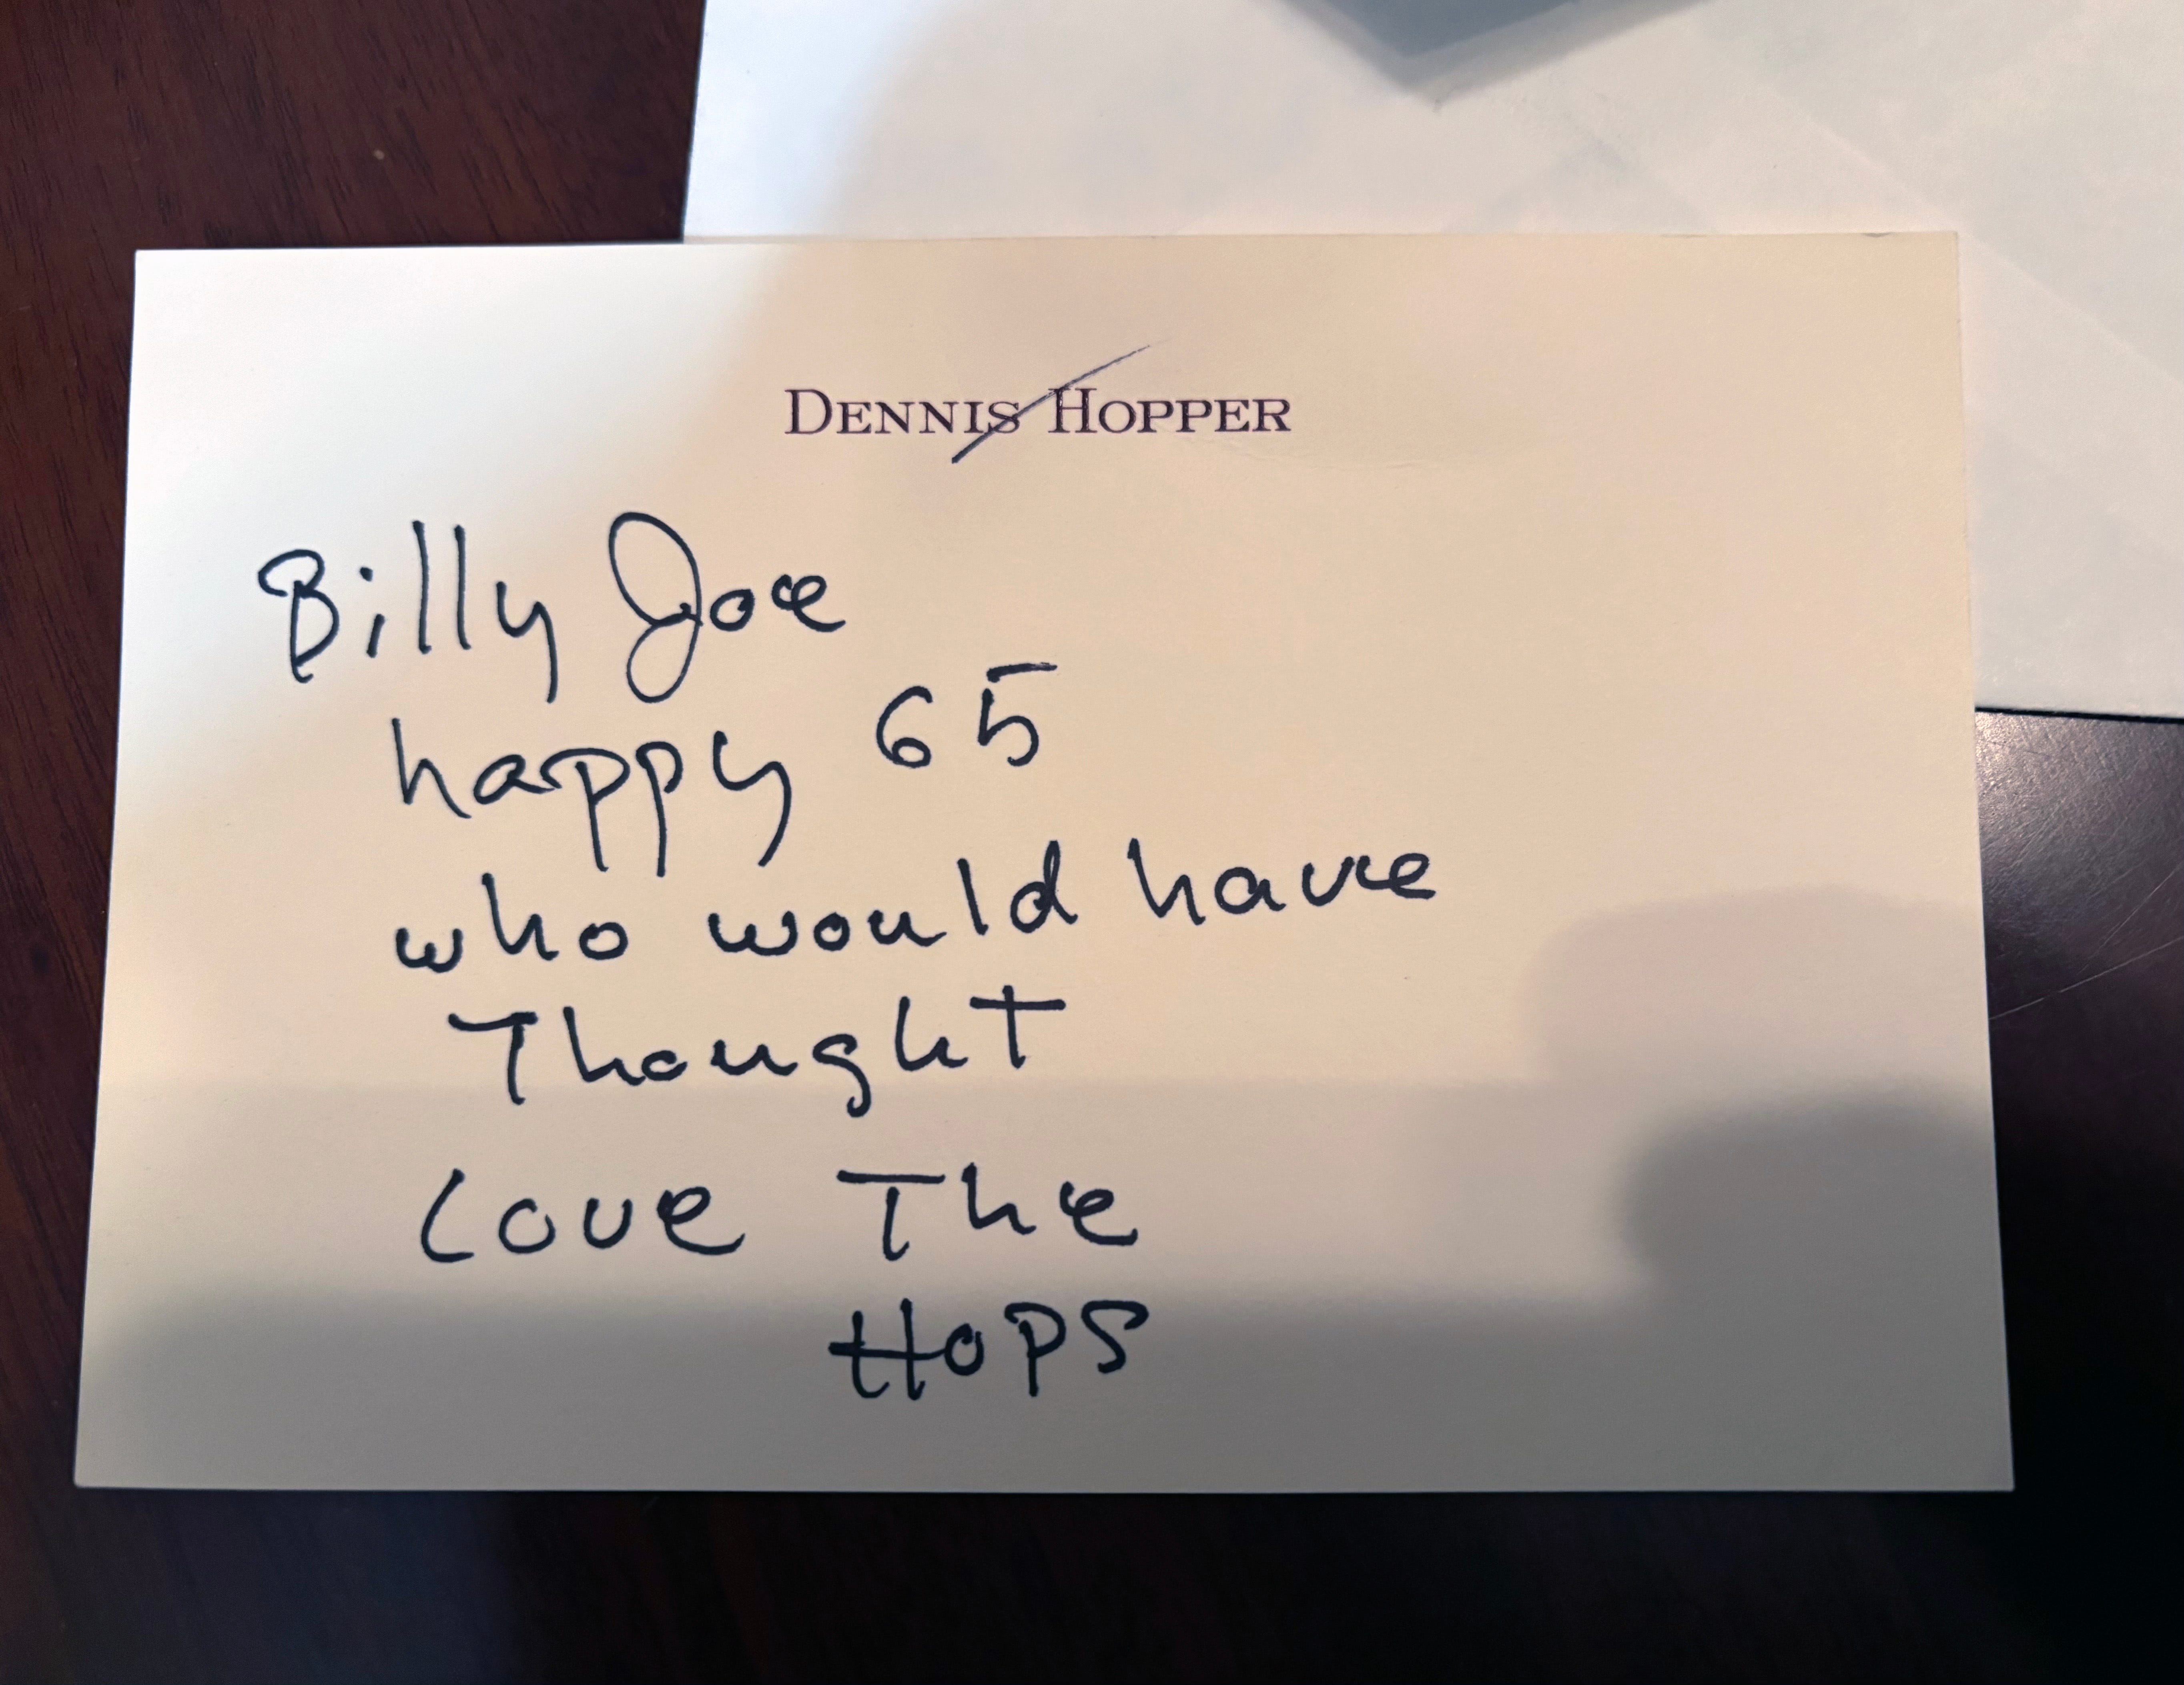 DENNIS HOPPER
Billy Joe
happy 65
who would have
Thought
Love The
HOPS